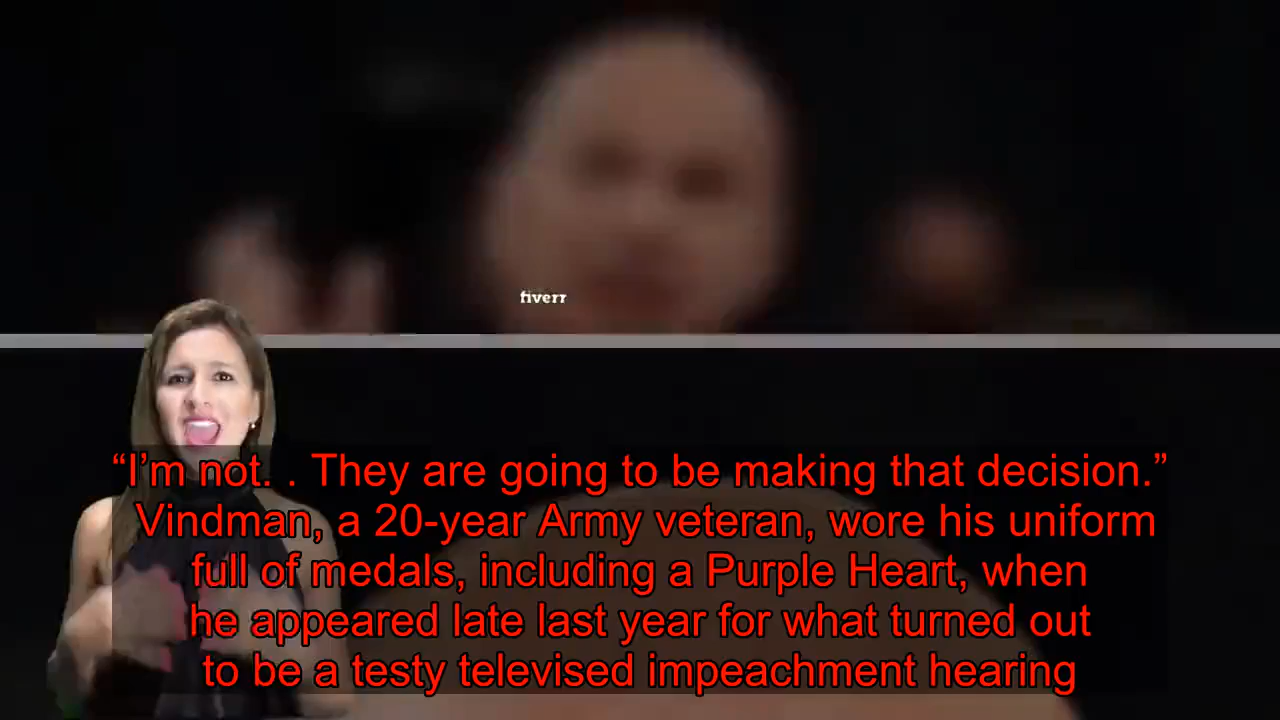 fiverr
“I’m not. . They are going to be making that decision.”
Vindman, a 20-year Army veteran, wore his uniform
full of medals, including a Purple Heart, when
he appeared late last year for what turned out
to be a testy televised impeachment hearing